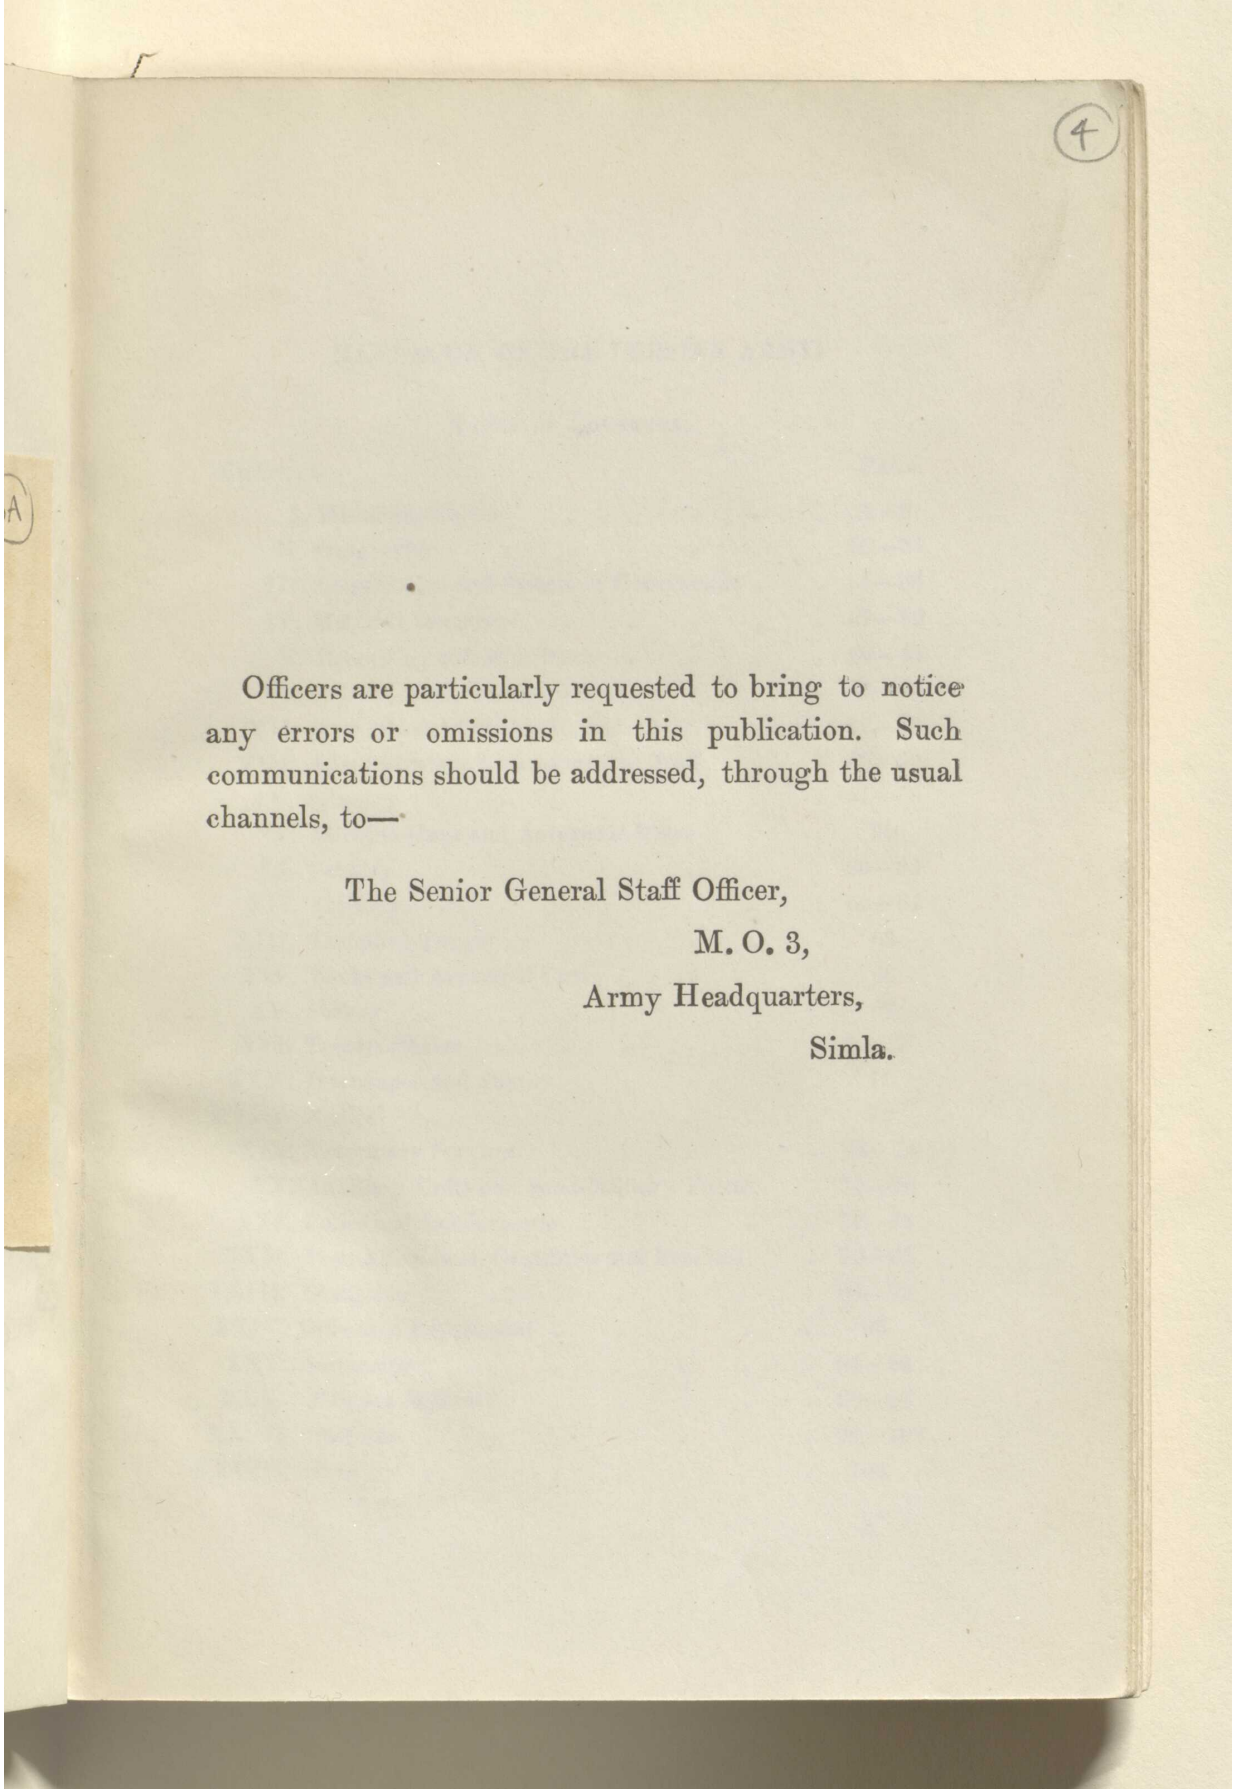 4
Officers are particularly requested to bring to notice
any errors or omissions in this publication. Such
communications should be addressed, through the usual
channels, to—
The Senior General Staff Officer,
M. O. 3,
Army Headquarters,
Simla.